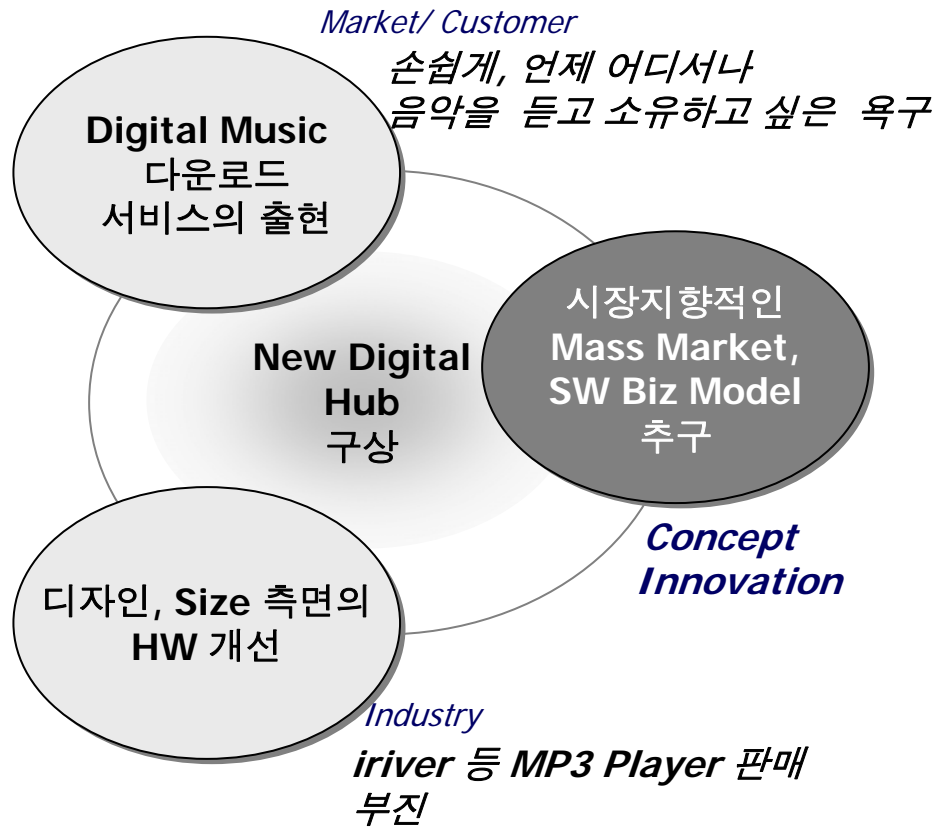 Market/ Customer
손쉽게, 언제 어디서나
음악을 듣고 소유하고 싶은 욕구
Digital Music
다운로드
서비스의 출현
시장지향적인
Mass Market,
SW Biz Model
추구
New Digital
Hub
구상
Concept
Innovation
디자인, Size 측면의
HW 개선
Industry
iriver 등 MP3 Player 판매
부진